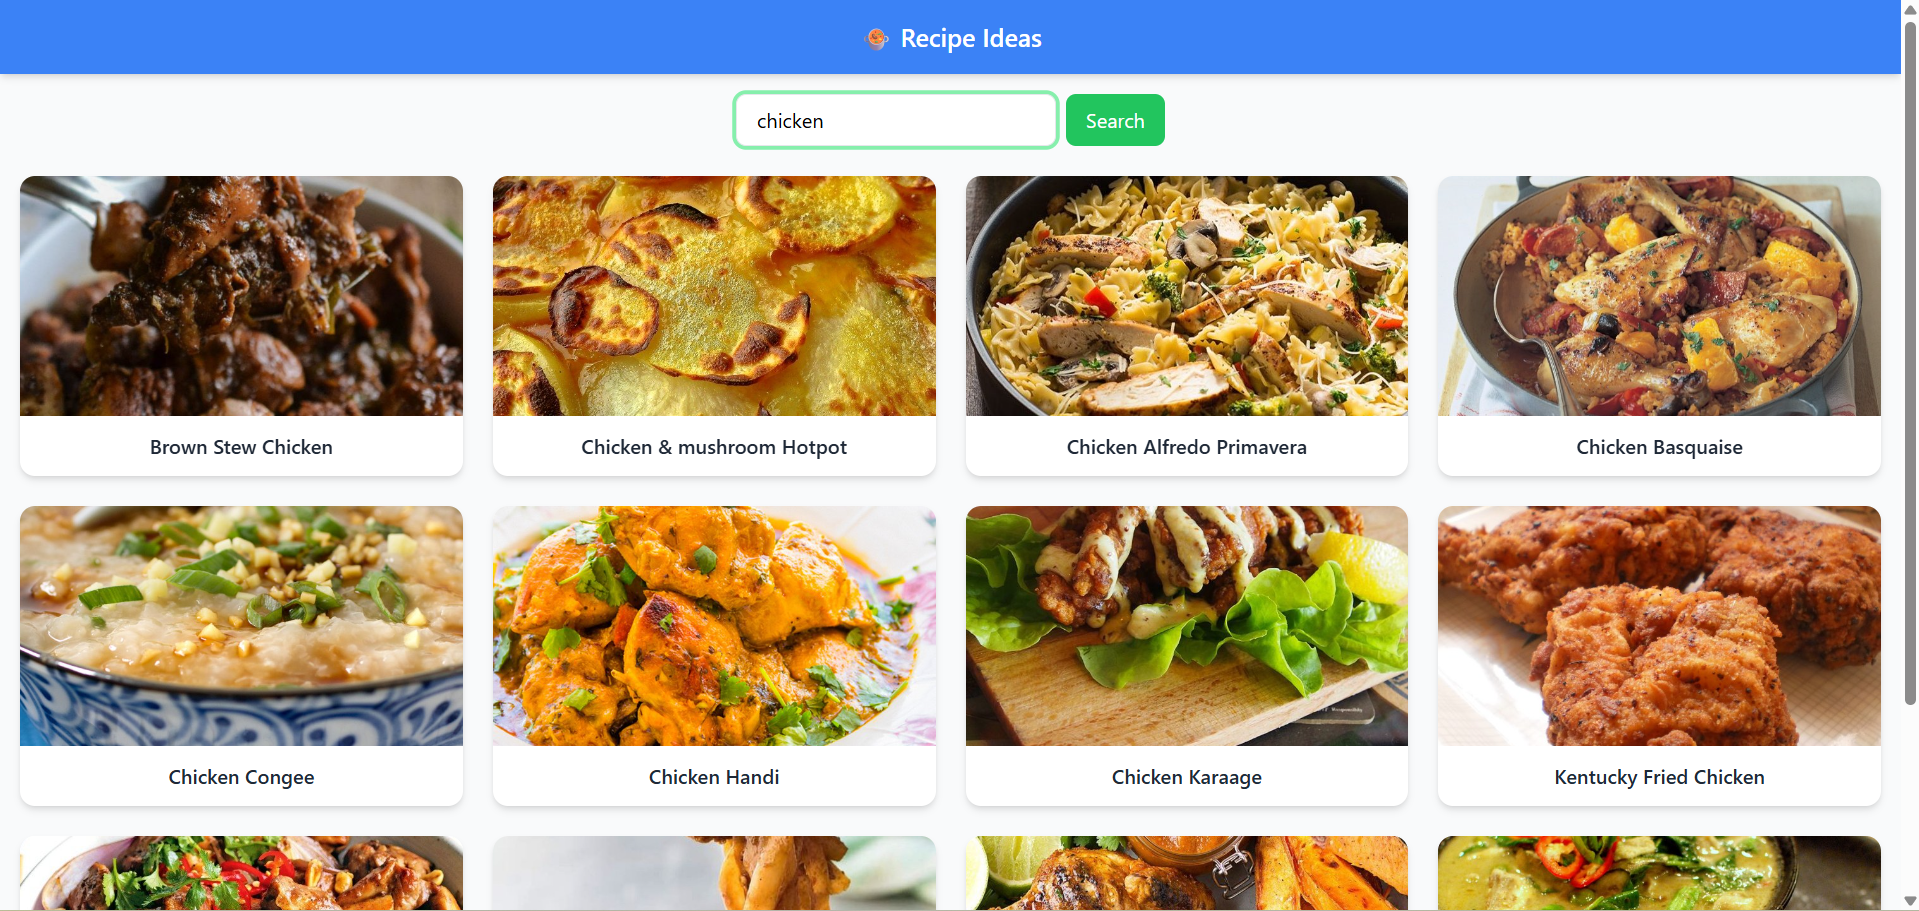 Recipe Ideas
chicken
Search
Brown Stew Chicken
Chicken & mushroom Hotpot
Chicken Alfredo Primavera
Chicken Basquaise
Chicken Congee
Chicken Handi
Chicken Karaage
Kentucky Fried Chicken